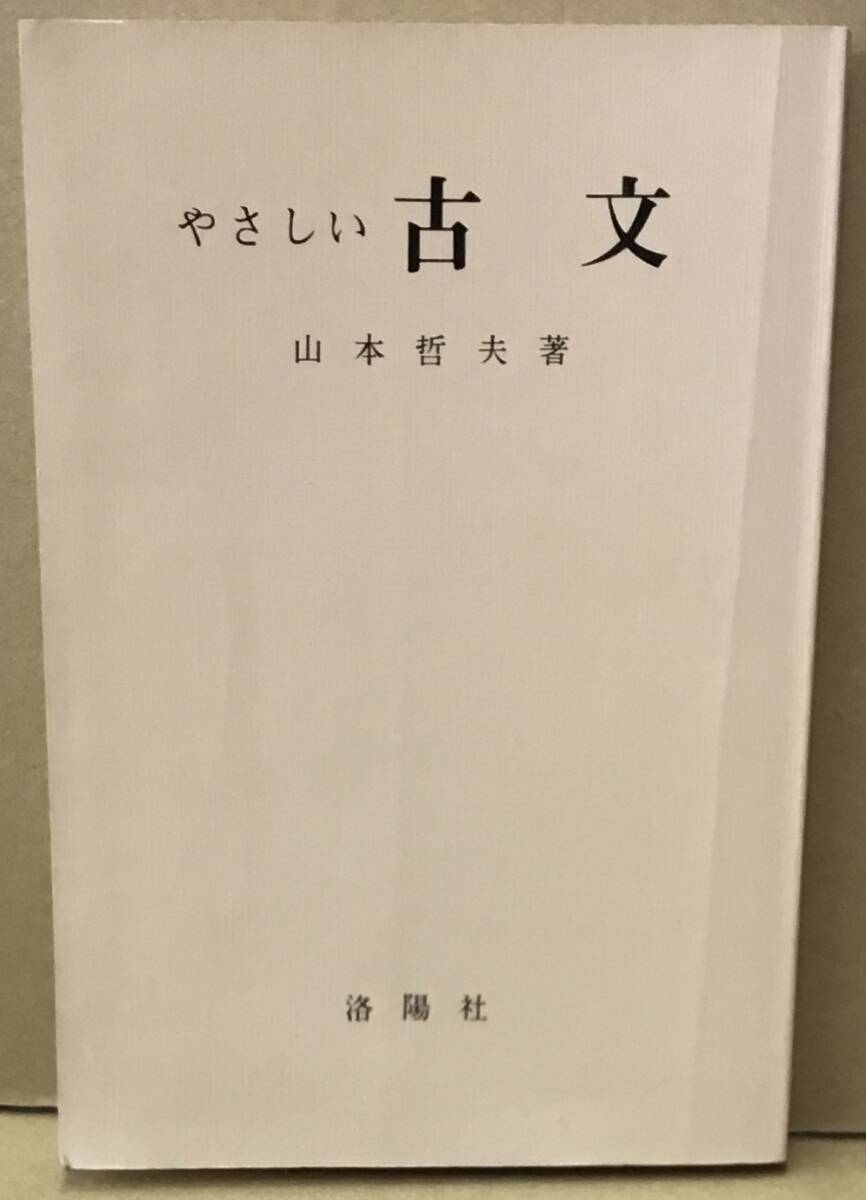 やさしい 古文
山本哲夫著
洛陽社